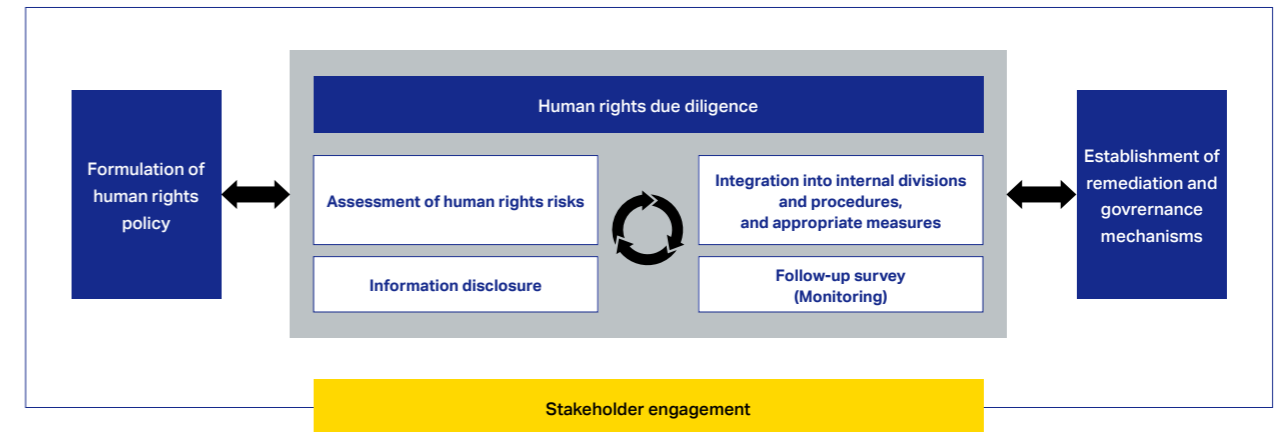 Human rights due diligence
Formulation of
human rights
policy
Assessment of human rights risks
Integration into internal divisions
and procedures,
and appropriate measures
Information disclosure
Follow-up survey
(Monitoring)
Establishment of
remediation and
govrernance
mechanisms
Stakeholder engagement